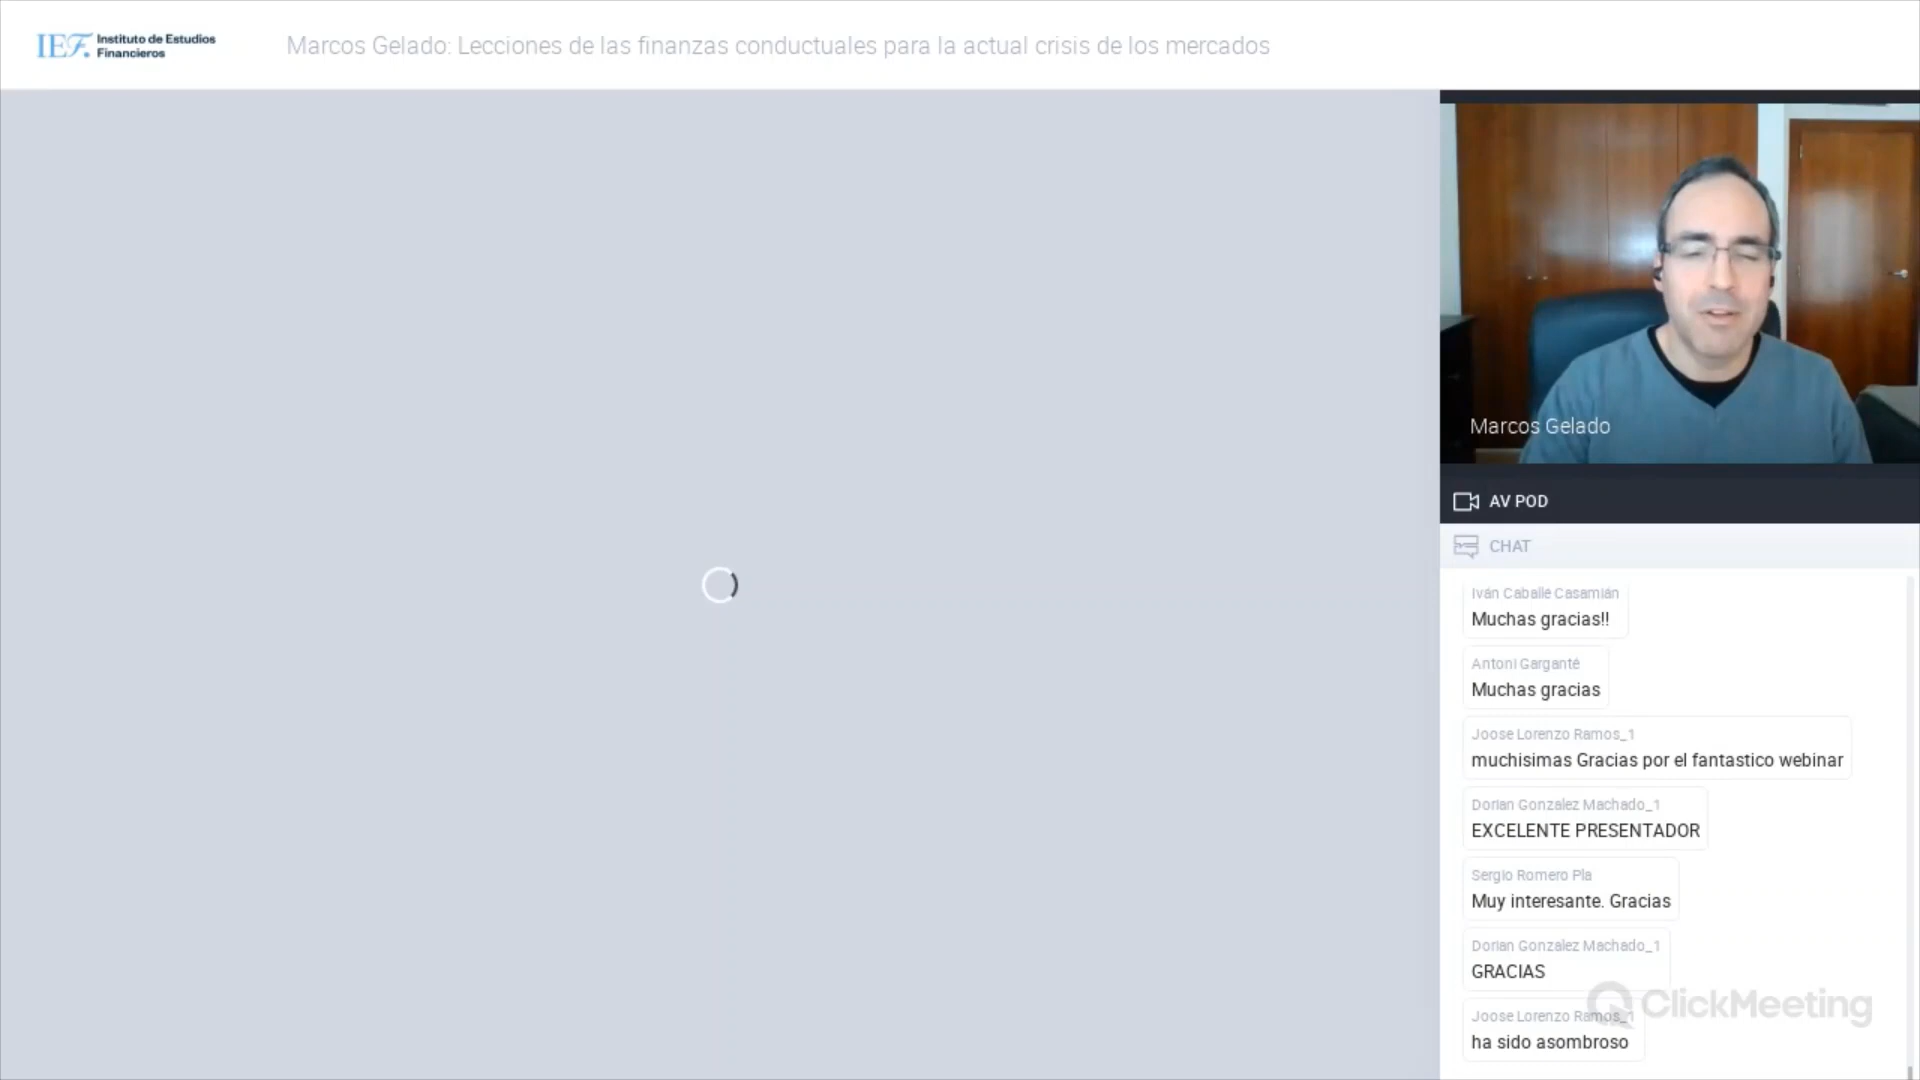 IEF. Instituto de Estudios
Financieros
Marcos Gelado: Lecciones de las finanzas conductuales para la actual crisis de los mercados
Marcos Gelado
AV POD
CHAT
Iván Caballé Casamián
Muchas gracias!!
Antoni Garganté
Muchas gracias
Joose Lorenzo Ramos_1
muchisimas Gracias por el fantastico webinar
Dorian Gonzalez Machado_1
EXCELENTE PRESENTADOR
Sergio Romero Pla
Muy interesante. Gracias
Dorian Gonzalez Machado_1
GRACIAS
Joose Lorenzo Ramos_1
ha sido asombroso
ClickMeeting